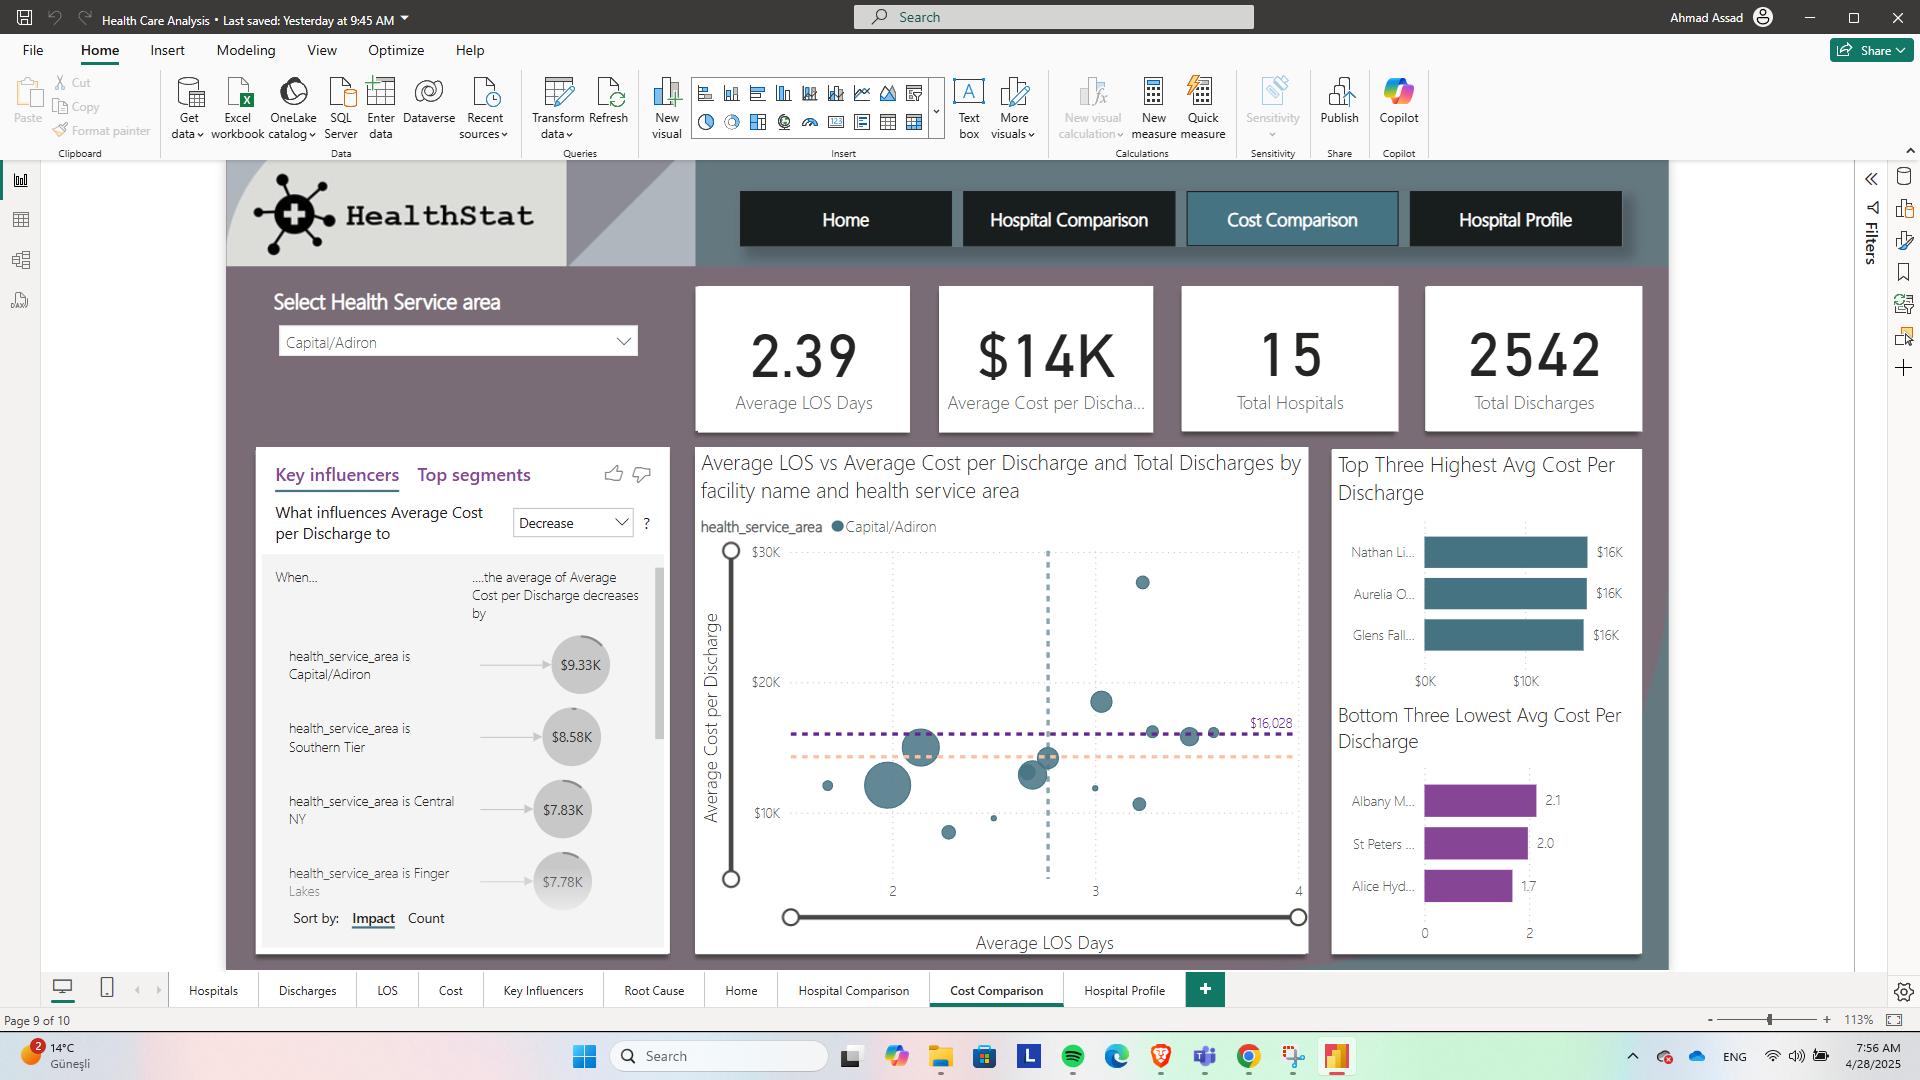 Health Care Analysis • Last saved: Yesterday at 9:45 AM
Search
Ahmad Assad
File
Home
Insert
Modeling
View
Optimize
Help
Share
Paste
Cut
Copy
Format painter
Clipboard
Get data
Excel workbook
OneLake catalog
SQL Server
Enter data
Dataverse
Recent sources
Data
Transform data
Refresh
Queries
New visual
Text box
More visuals
Insert
New visual calculation
New measure
Quick measure
Calculations
Sensitivity
Sensitivity
Publish
Share
Copilot
Copilot
HealthStat
Home
Hospital Comparison
Cost Comparison
Hospital Profile
Filters
Select Health Service area
Capital/Adiron
2.39
Average LOS Days
$14K
Average Cost per Discha...
15
Total Hospitals
2542
Total Discharges
Key influencers
Top segments
What influences Average Cost
per Discharge to
Decrease
?
When...
....the average of Average
Cost per Discharge decreases
by
health_service_area is
Capital/Adiron
$9.33K
health_service_area is
Southern Tier
$8.58K
health_service_area is Central
NY
$7.83K
health_service_area is Finger
Lakes
$7.78K
Sort by:
Impact
Count
Average LOS vs Average Cost per Discharge and Total Discharges by
facility name and health service area
health_service_area
Capital/Adiron
Average Cost per Discharge
$30K
$20K
$10K
$16,028
2
3
4
Average LOS Days
Top Three Highest Avg Cost Per
Discharge
Nathan Li...
$16K
Aurelia O...
$16K
Glens Fall...
$16K
$0K
$10K
Bottom Three Lowest Avg Cost Per
Discharge
Albany M...
2.1
St Peters ...
2.0
Alice Hyd...
1.7
0
2
Hospitals
Discharges
LOS
Cost
Key Influencers
Root Cause
Home
Hospital Comparison
Cost Comparison
Hospital Profile
+
Page 9 of 10
- + 113%
2
14°C
Güneşli
Search
L
ENG
7:56 AM
4/28/2025